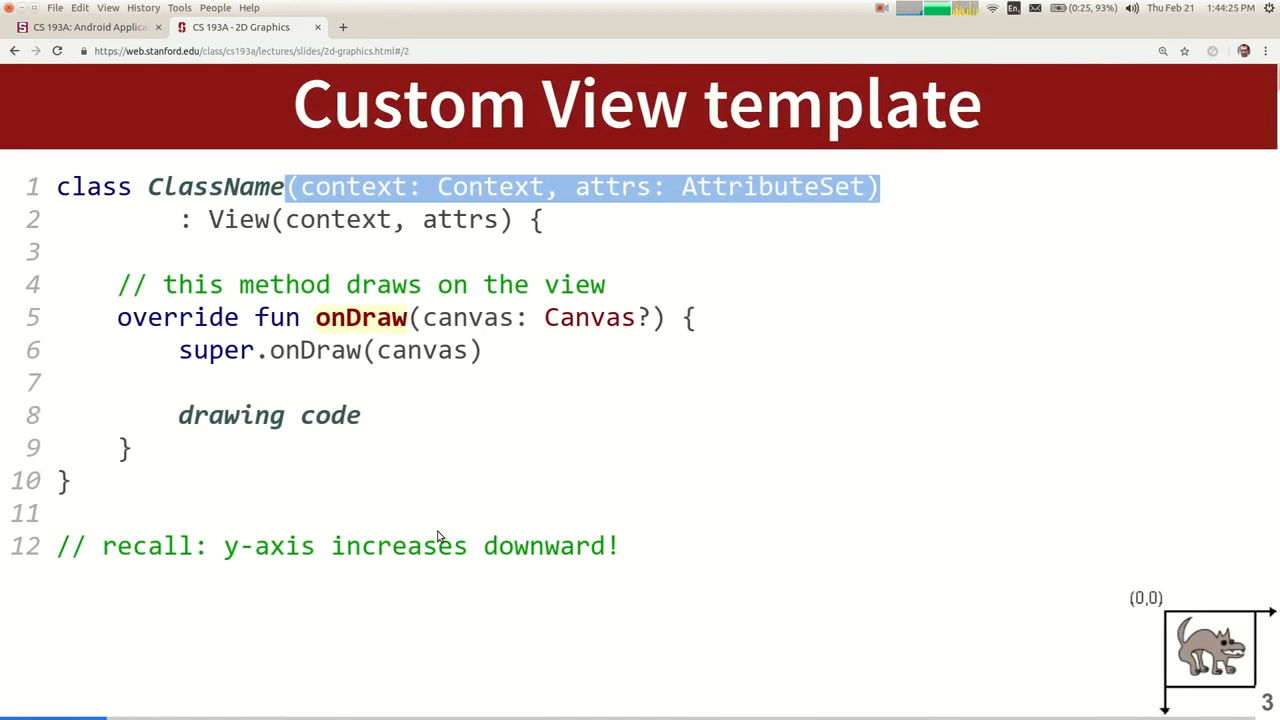 File Edit View History Tools People Help
En
(0:25, 93%)
Thu Feb 21
1:44:25 PM
CS 193A: Android Applica
CS 193A - 2D Graphics
https://web.stanford.edu/class/cs193a/lectures/slides/2d-graphics.html#/2
Custom View template
1 class ClassName(context: Context, attrs: AttributeSet)
2 : View(context, attrs) {
3
4 // this method draws on the view
5 override fun onDraw(canvas: Canvas?) {
6 super.onDraw(canvas)
7
8 drawing code
9 }
10 }
11
12 // recall: y-axis increases downward!
(0,0)
3